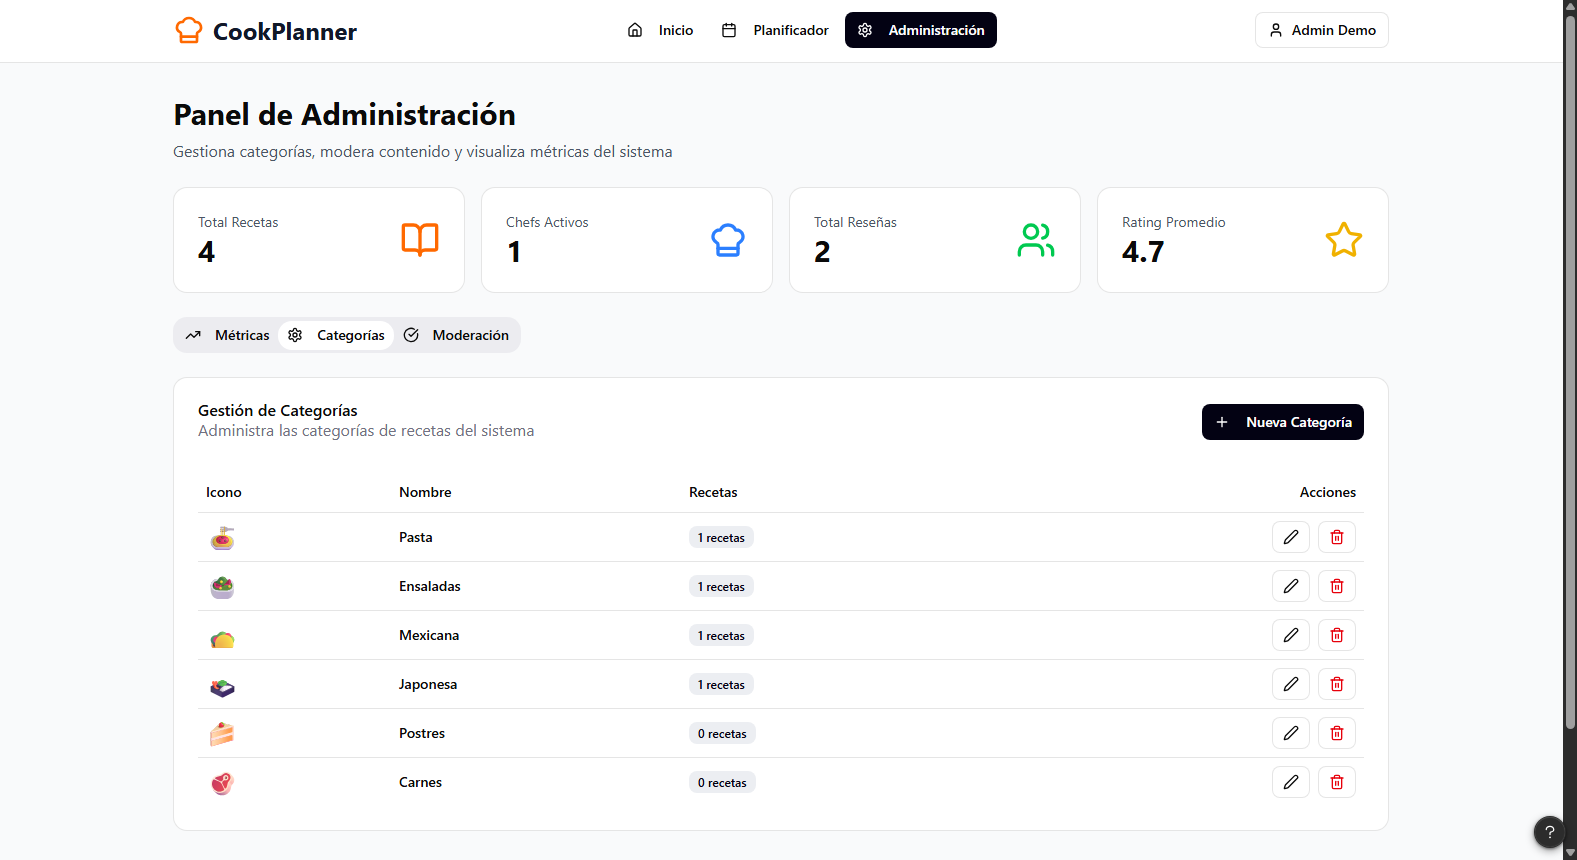 CookPlanner
Inicio
Planificador
Administración
Admin Demo
Panel de Administración
Gestiona categorías, modera contenido y visualiza métricas del sistema
Total Recetas
4
Chefs Activos
1
Total Reseñas
2
Rating Promedio
4.7
Métricas
Categorías
Moderación
Gestión de Categorías
Administra las categorías de recetas del sistema
+ Nueva Categoría
Icono Nombre Recetas Acciones
Pasta 1 recetas
Ensaladas 1 recetas
Mexicana 1 recetas
Japonesa 1 recetas
Postres 0 recetas
Carnes 0 recetas
?